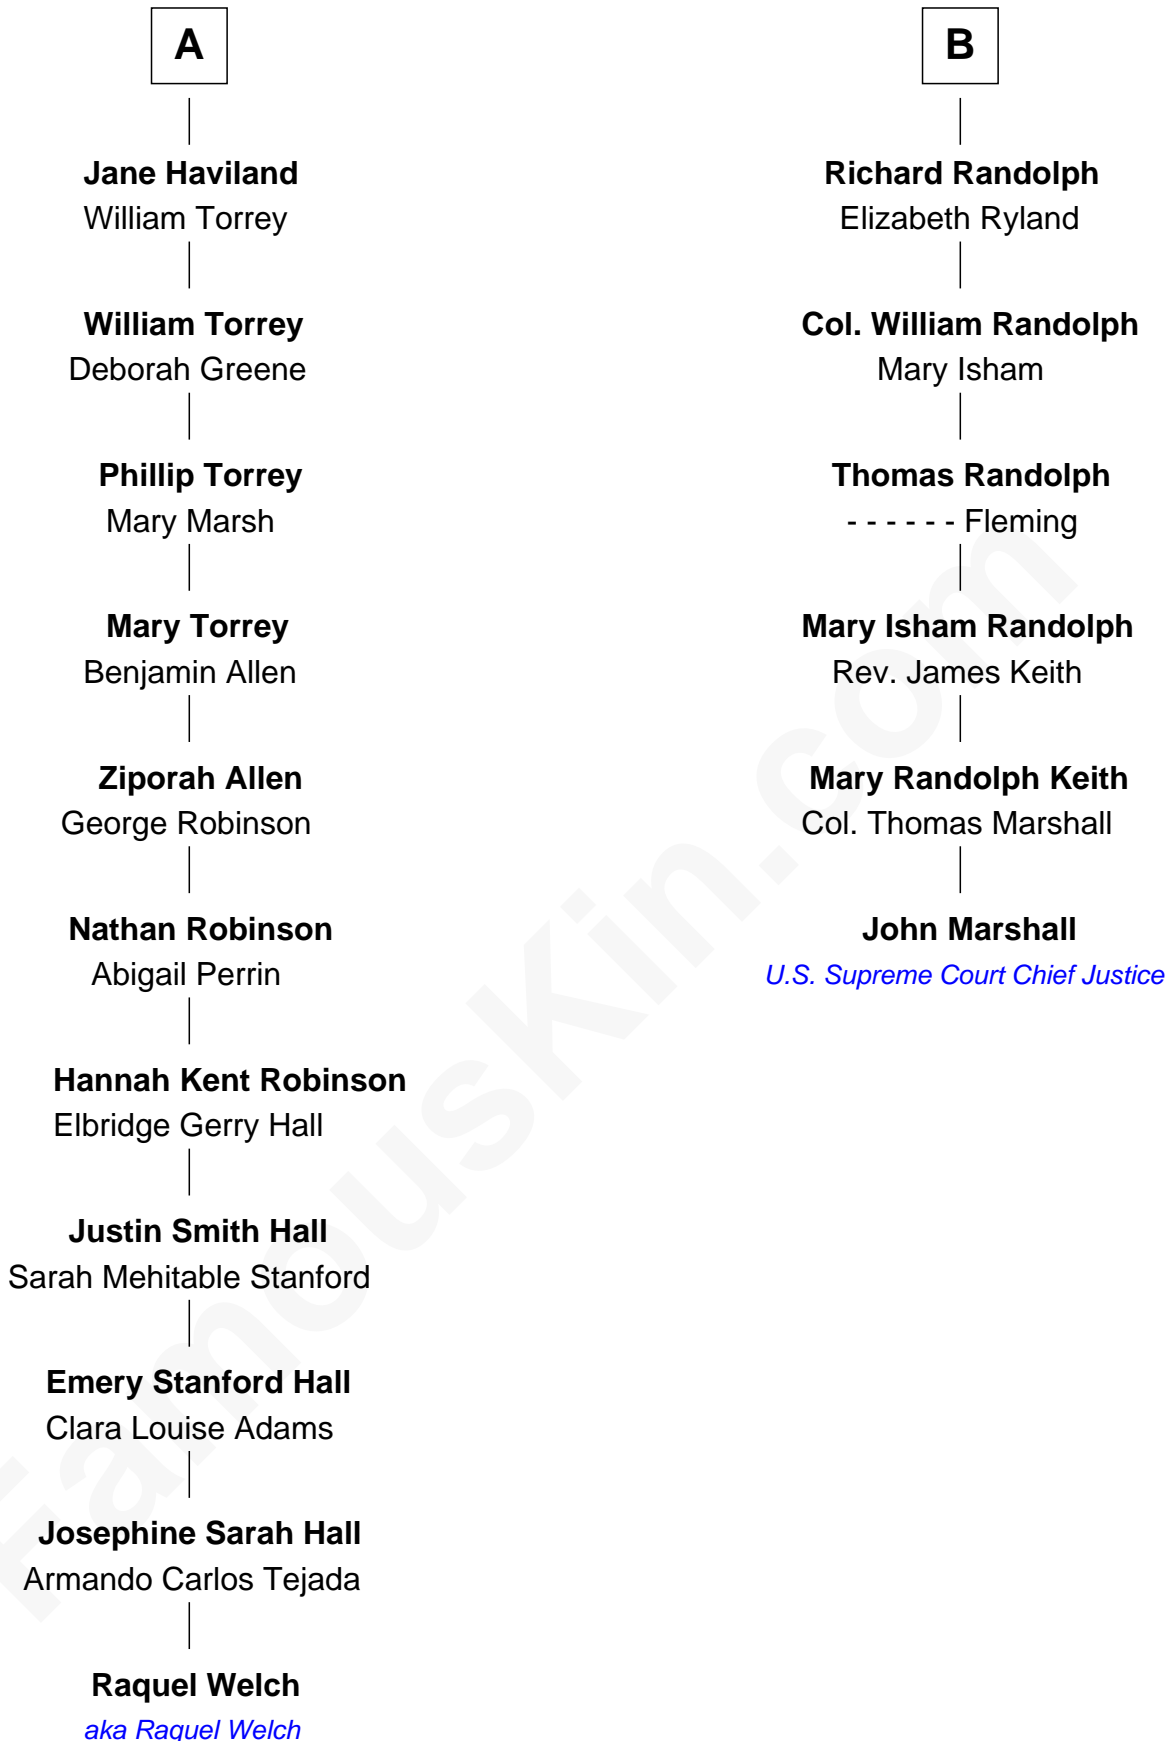 A
Jane Haviland
William Torrey
William Torrey
Deborah Greene
Phillip Torrey
Mary Marsh
Mary Torrey
Benjamin Allen
Ziporah Allen
George Robinson
Nathan Robinson
Abigail Perrin
Hannah Kent Robinson
Elbridge Gerry Hall
Justin Smith Hall
Sarah Mehitable Stanford
Emery Stanford Hall
Clara Louise Adams
Josephine Sarah Hall
Armando Carlos Tejada
Raquel Welch
aka Raquel Welch
B
Richard Randolph
Elizabeth Ryland
Col. William Randolph
Mary Isham
Thomas Randolph
- - - - - - Fleming
Mary Isham Randolph
Rev. James Keith
Mary Randolph Keith
Col. Thomas Marshall
John Marshall
U.S. Supreme Court Chief Justice
FamousKin.com